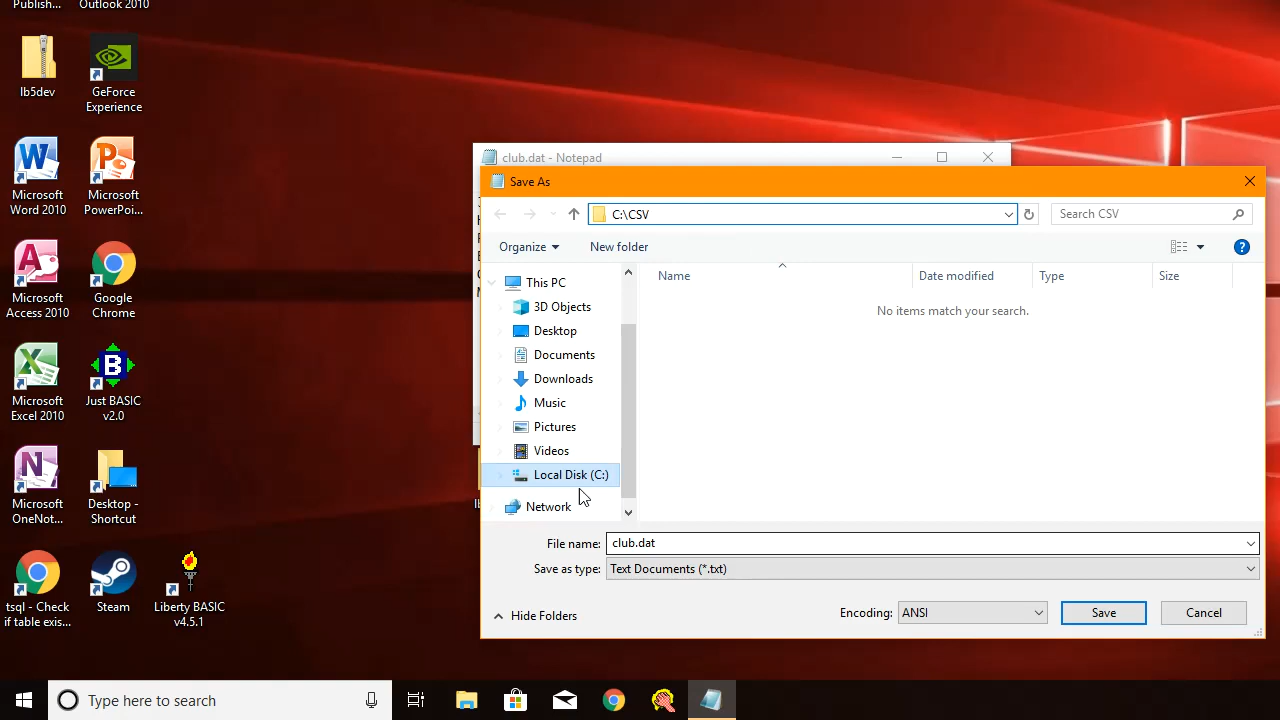 Publish...
Outlook 2010
lb5dev
GeForce
Experience
Microsoft
Word 2010
Microsoft
PowerPoi...
Microsoft
Access 2010
Google
Chrome
Microsoft
Excel 2010
Just BASIC
v2.0
Microsoft
OneNot...
Desktop -
Shortcut
tsql - Check
if table exis...
Steam
Liberty BASIC
v4.5.1
club.dat - Notepad
Save As
C:\CSV
Search CSV
Organize
New folder
Name
Date modified
Type
Size
No items match your search.
This PC
3D Objects
Desktop
Documents
Downloads
Music
Pictures
Videos
Local Disk (C:)
Network
File name:
club.dat
Save as type:
Text Documents (*.txt)
Hide Folders
Encoding:
ANSI
Save
Cancel
Type here to search